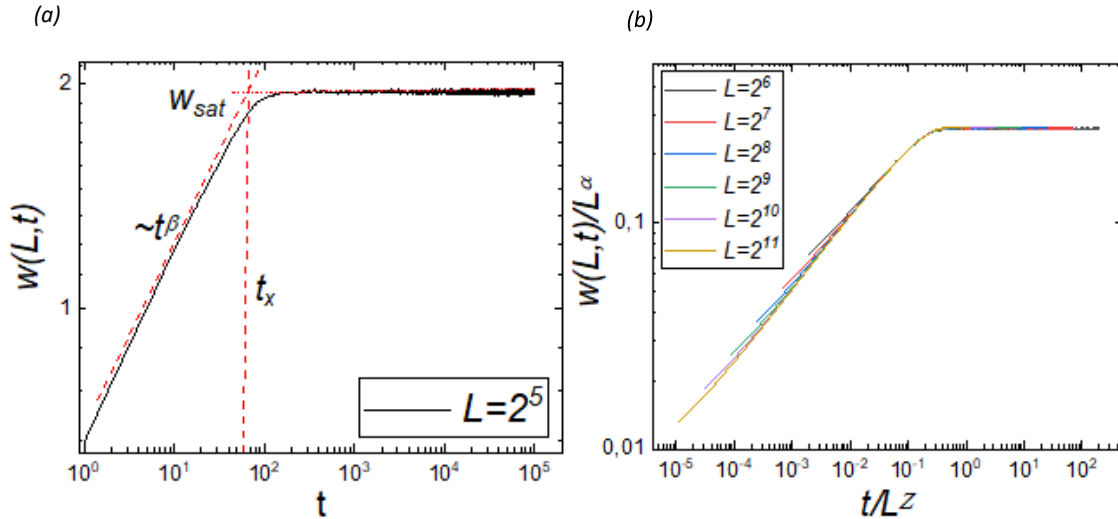 (a)
2
1
w(L,t)
w_sat
~t^β
t_x
L=2^5
10^0 10^1 10^2 10^3 10^4 10^5
t
(b)
L=2^6
L=2^7
L=2^8
L=2^9
L=2^10
L=2^11
0,1
0,01
w(L,t)/L^α
10^-5 10^-4 10^-3 10^-2 10^-1 10^0 10^1 10^2
t/L^Z